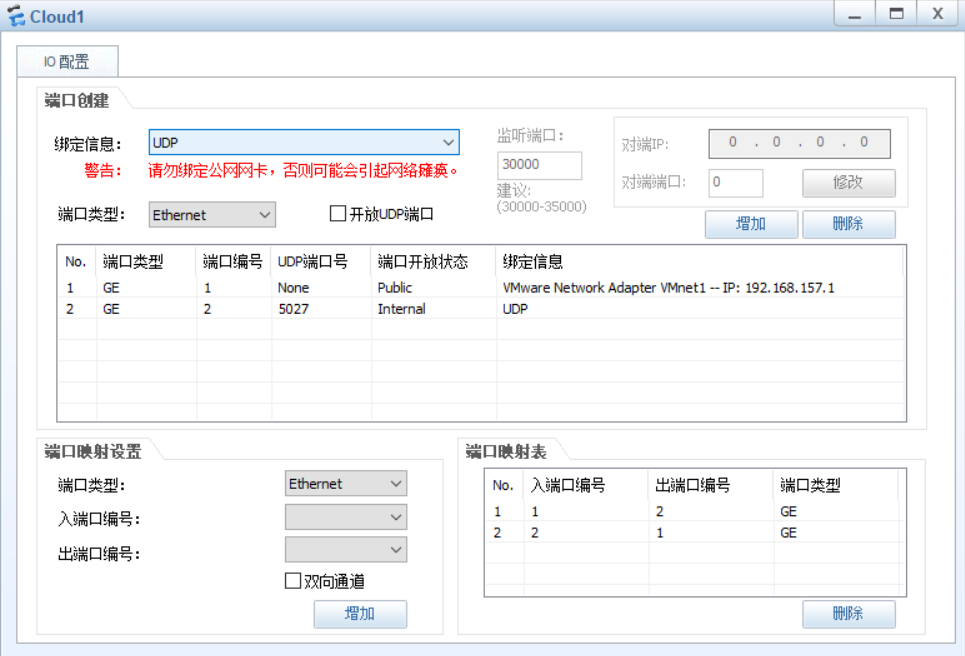 Cloud1
IO 配置
端口创建
绑定信息： UDP
警告： 请勿绑定公网网卡，否则可能会引起网络瘫痪。
端口类型： Ethernet 开放UDP端口
监听端口：
30000
建议:
(30000-35000)
对端IP: 0 . 0 . 0 . 0
对端端口: 0 修改
增加 删除
No. 端口类型 端口编号 UDP端口号 端口开放状态 绑定信息
1 GE 1 None Public VMware Network Adapter VMnet1 -- IP: 192.168.157.1
2 GE 2 5027 Internal UDP
端口映射设置
端口类型： Ethernet
入端口编号：
出端口编号：
双向通道
增加
端口映射表
No. 入端口编号 出端口编号 端口类型
1 1 2 GE
2 2 1 GE
删除